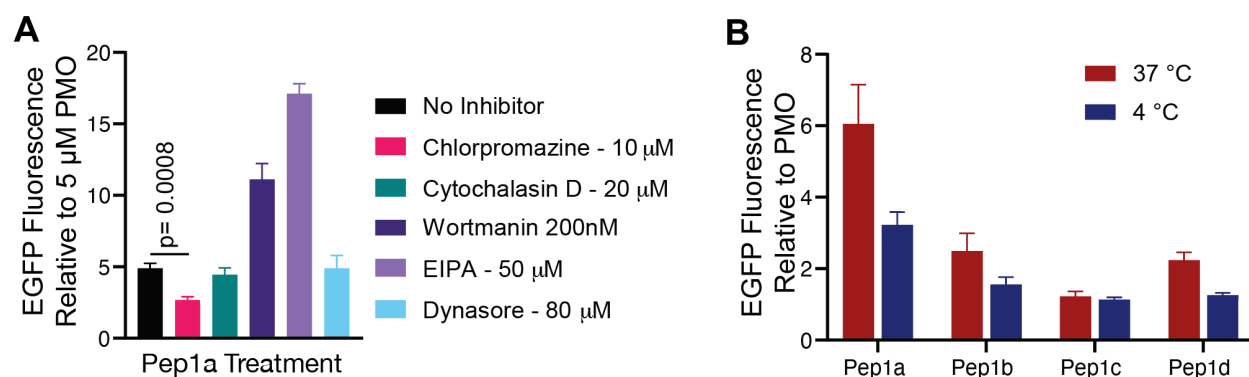 A
EGFP Fluorescence
Relative to 5 µM PMO
20
15
10
5
0
p= 0.0008
Pep1a Treatment
No Inhibitor
Chlorpromazine - 10 µM
Cytochalasin D - 20 µM
Wortmanin 200nM
EIPA - 50 µM
Dynasore - 80 µM
B
EGFP Fluorescence
Relative to PMO
8
6
4
2
0
37 °C
4 °C
Pep1a Pep1b Pep1c Pep1d